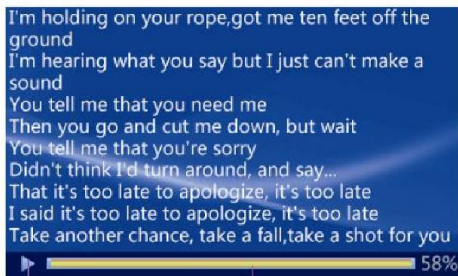 I'm holding on your rope,got me ten feet off the
ground
I'm hearing what you say but I just can't make a
sound
You tell me that you need me
Then you go and cut me down, but wait
You tell me that you're sorry
Didn't think I'd turn around, and say...
That it's too late to apologize, it's too late
I said it's too late to apologize, it's too late
Take another chance, take a fall,take a shot for you
58%